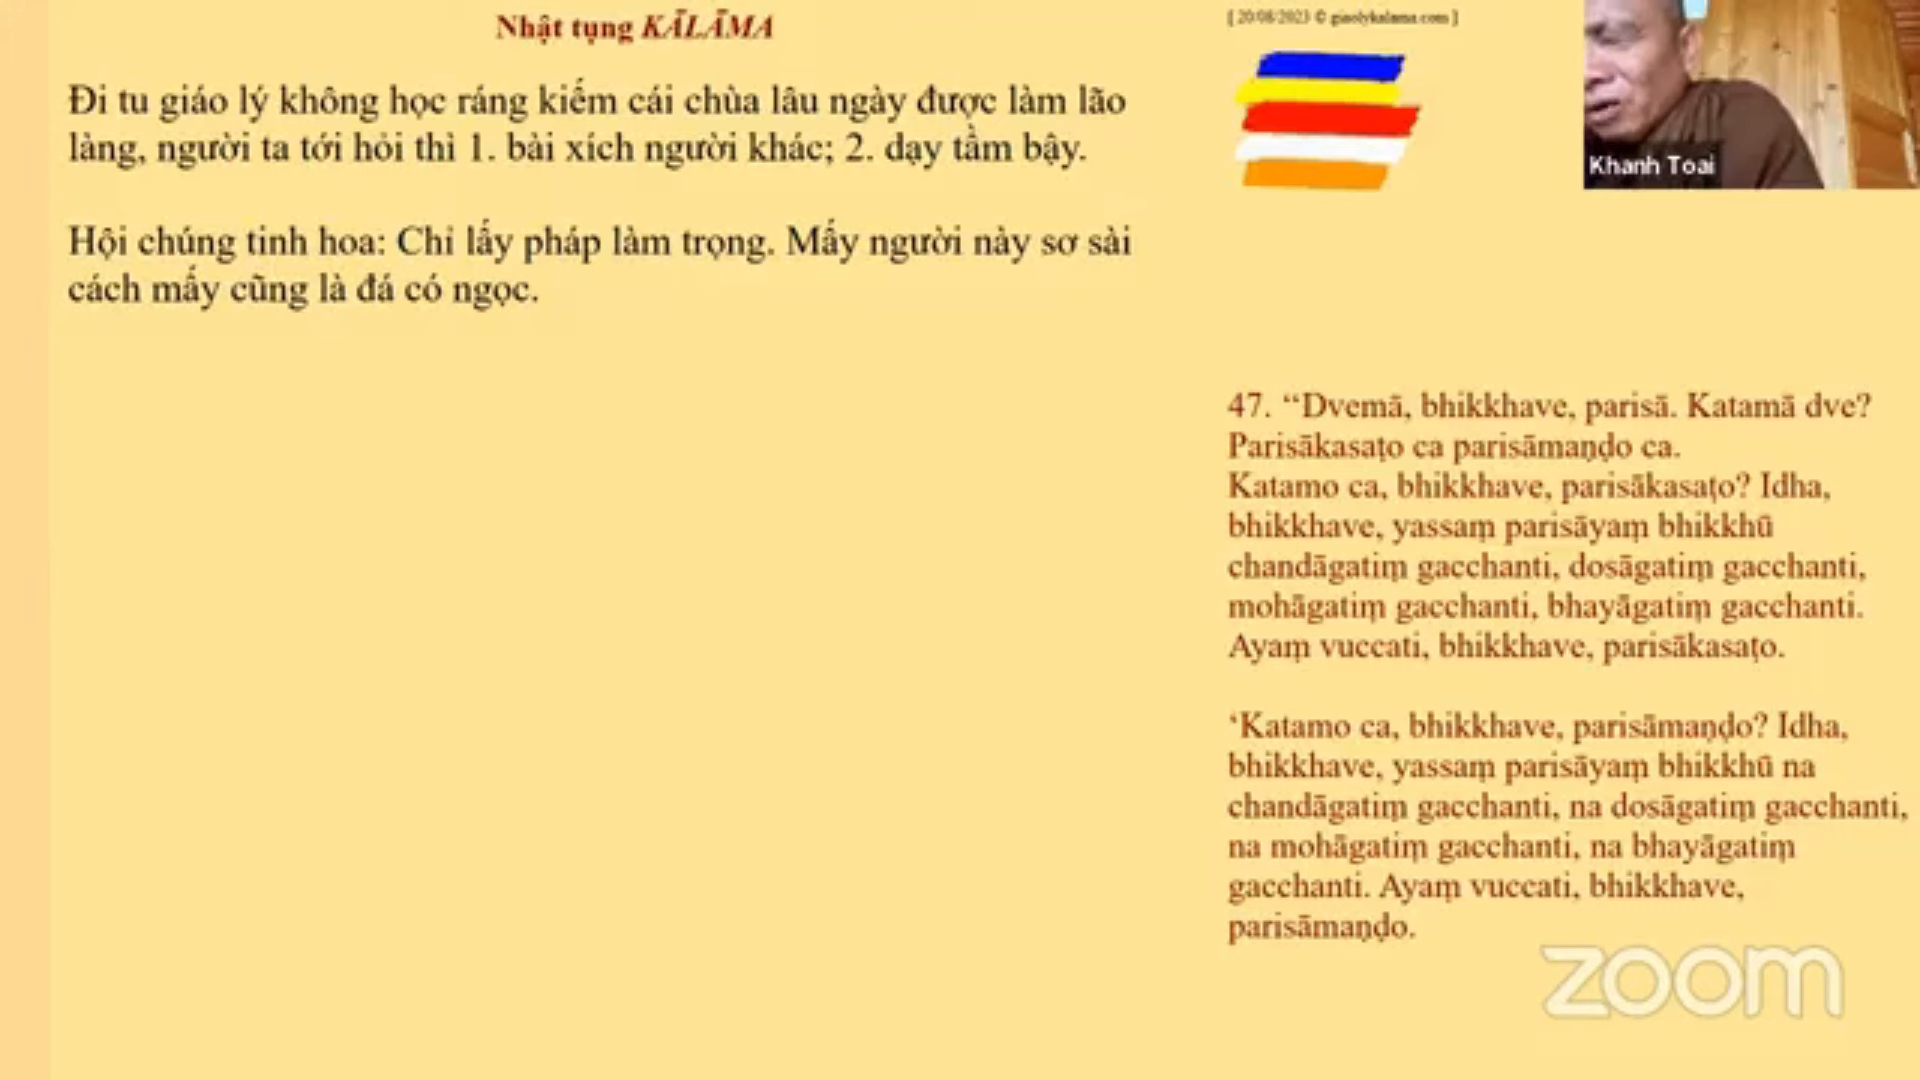 Nhật tụng KĀLĀMA
Đi tu giáo lý không học ráng kiếm cái chùa lâu ngày được làm lão
làng, người ta tới hỏi thì 1. bài xích người khác; 2. dạy tầm bậy.
Hội chúng tinh hoa: Chỉ lấy pháp làm trọng. Mấy người này sơ sài
cách mấy cũng là đá có ngọc.
[ 20/08/2023 © giaolykalama.com ]
Khanh Toai
47. “Dvemā, bhikkhave, parisā. Katamā dve?
Parisākasaṭo ca parisāmaṇḍo ca.
Katamo ca, bhikkhave, parisākasaṭo? Idha,
bhikkhave, yassaṃ parisāyaṃ bhikkhū
chandāgatiṃ gacchanti, dosāgatiṃ gacchanti,
mohāgatiṃ gacchanti, bhayāgatiṃ gacchanti.
Ayaṃ vuccati, bhikkhave, parisākasaṭo.
‘Katamo ca, bhikkhave, parisāmaṇḍo? Idha,
bhikkhave, yassaṃ parisāyaṃ bhikkhū na
chandāgatiṃ gacchanti, na dosāgatiṃ gacchanti,
na mohāgatiṃ gacchanti, na bhayāgatiṃ
gacchanti. Ayaṃ vuccati, bhikkhave,
parisāmaṇḍo.
zoom